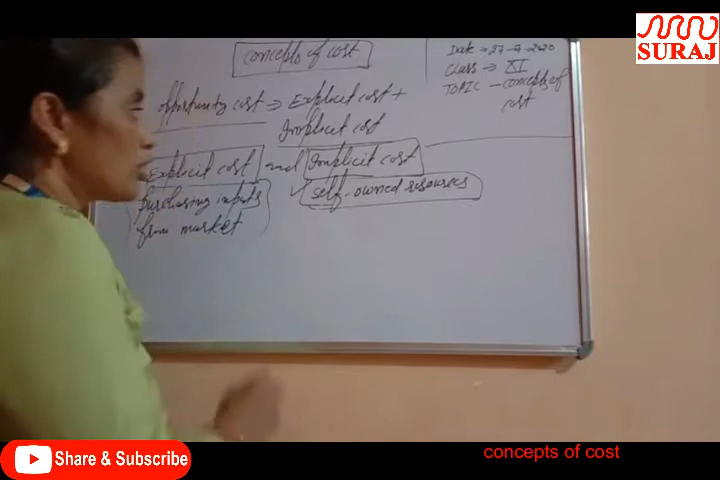 SURAJ
concepts of cost
Date → 27-7-2020
Class → XI
TOPIC - concepts of
cost
opportunity cost ⇒ Explicit cost +
Implicit cost
Explicit cost and Implicit cost
Purchasing inputs
from market
✓ self-owned resources
Share & Subscribe
concepts of cost